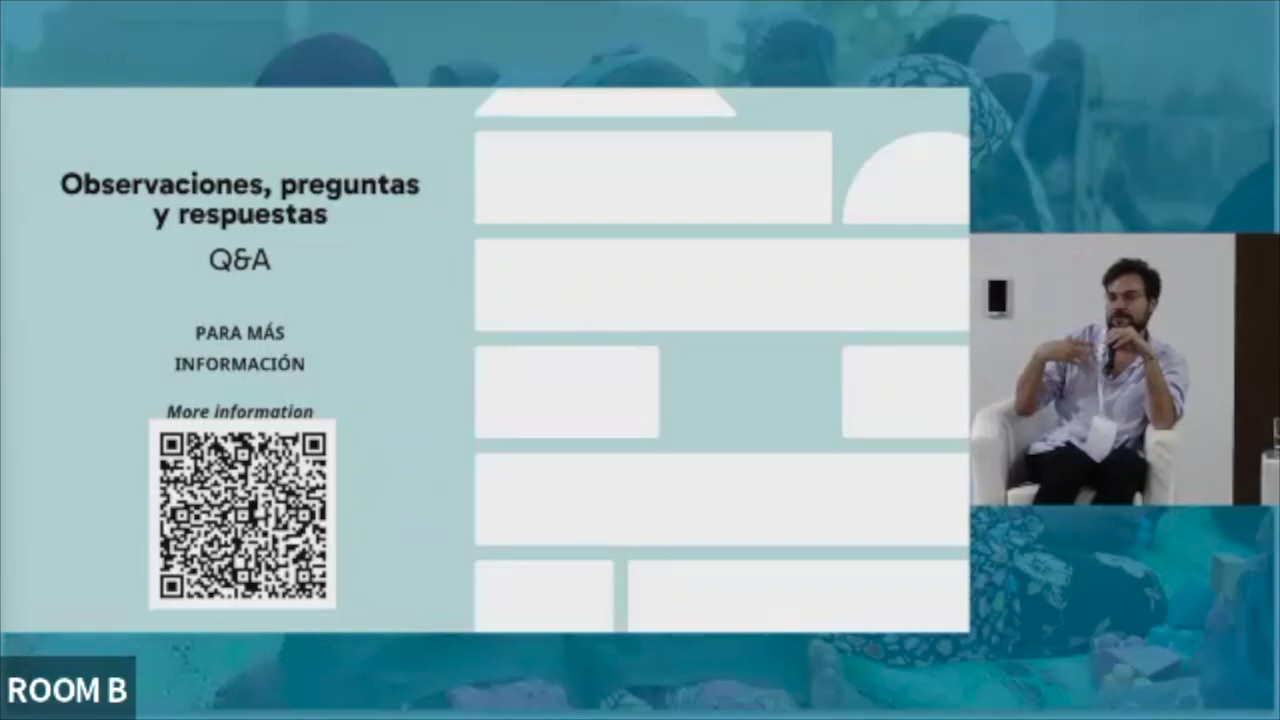 Observaciones, preguntas
y respuestas
Q&A
PARA MÁS
INFORMACIÓN
More information
ROOM B